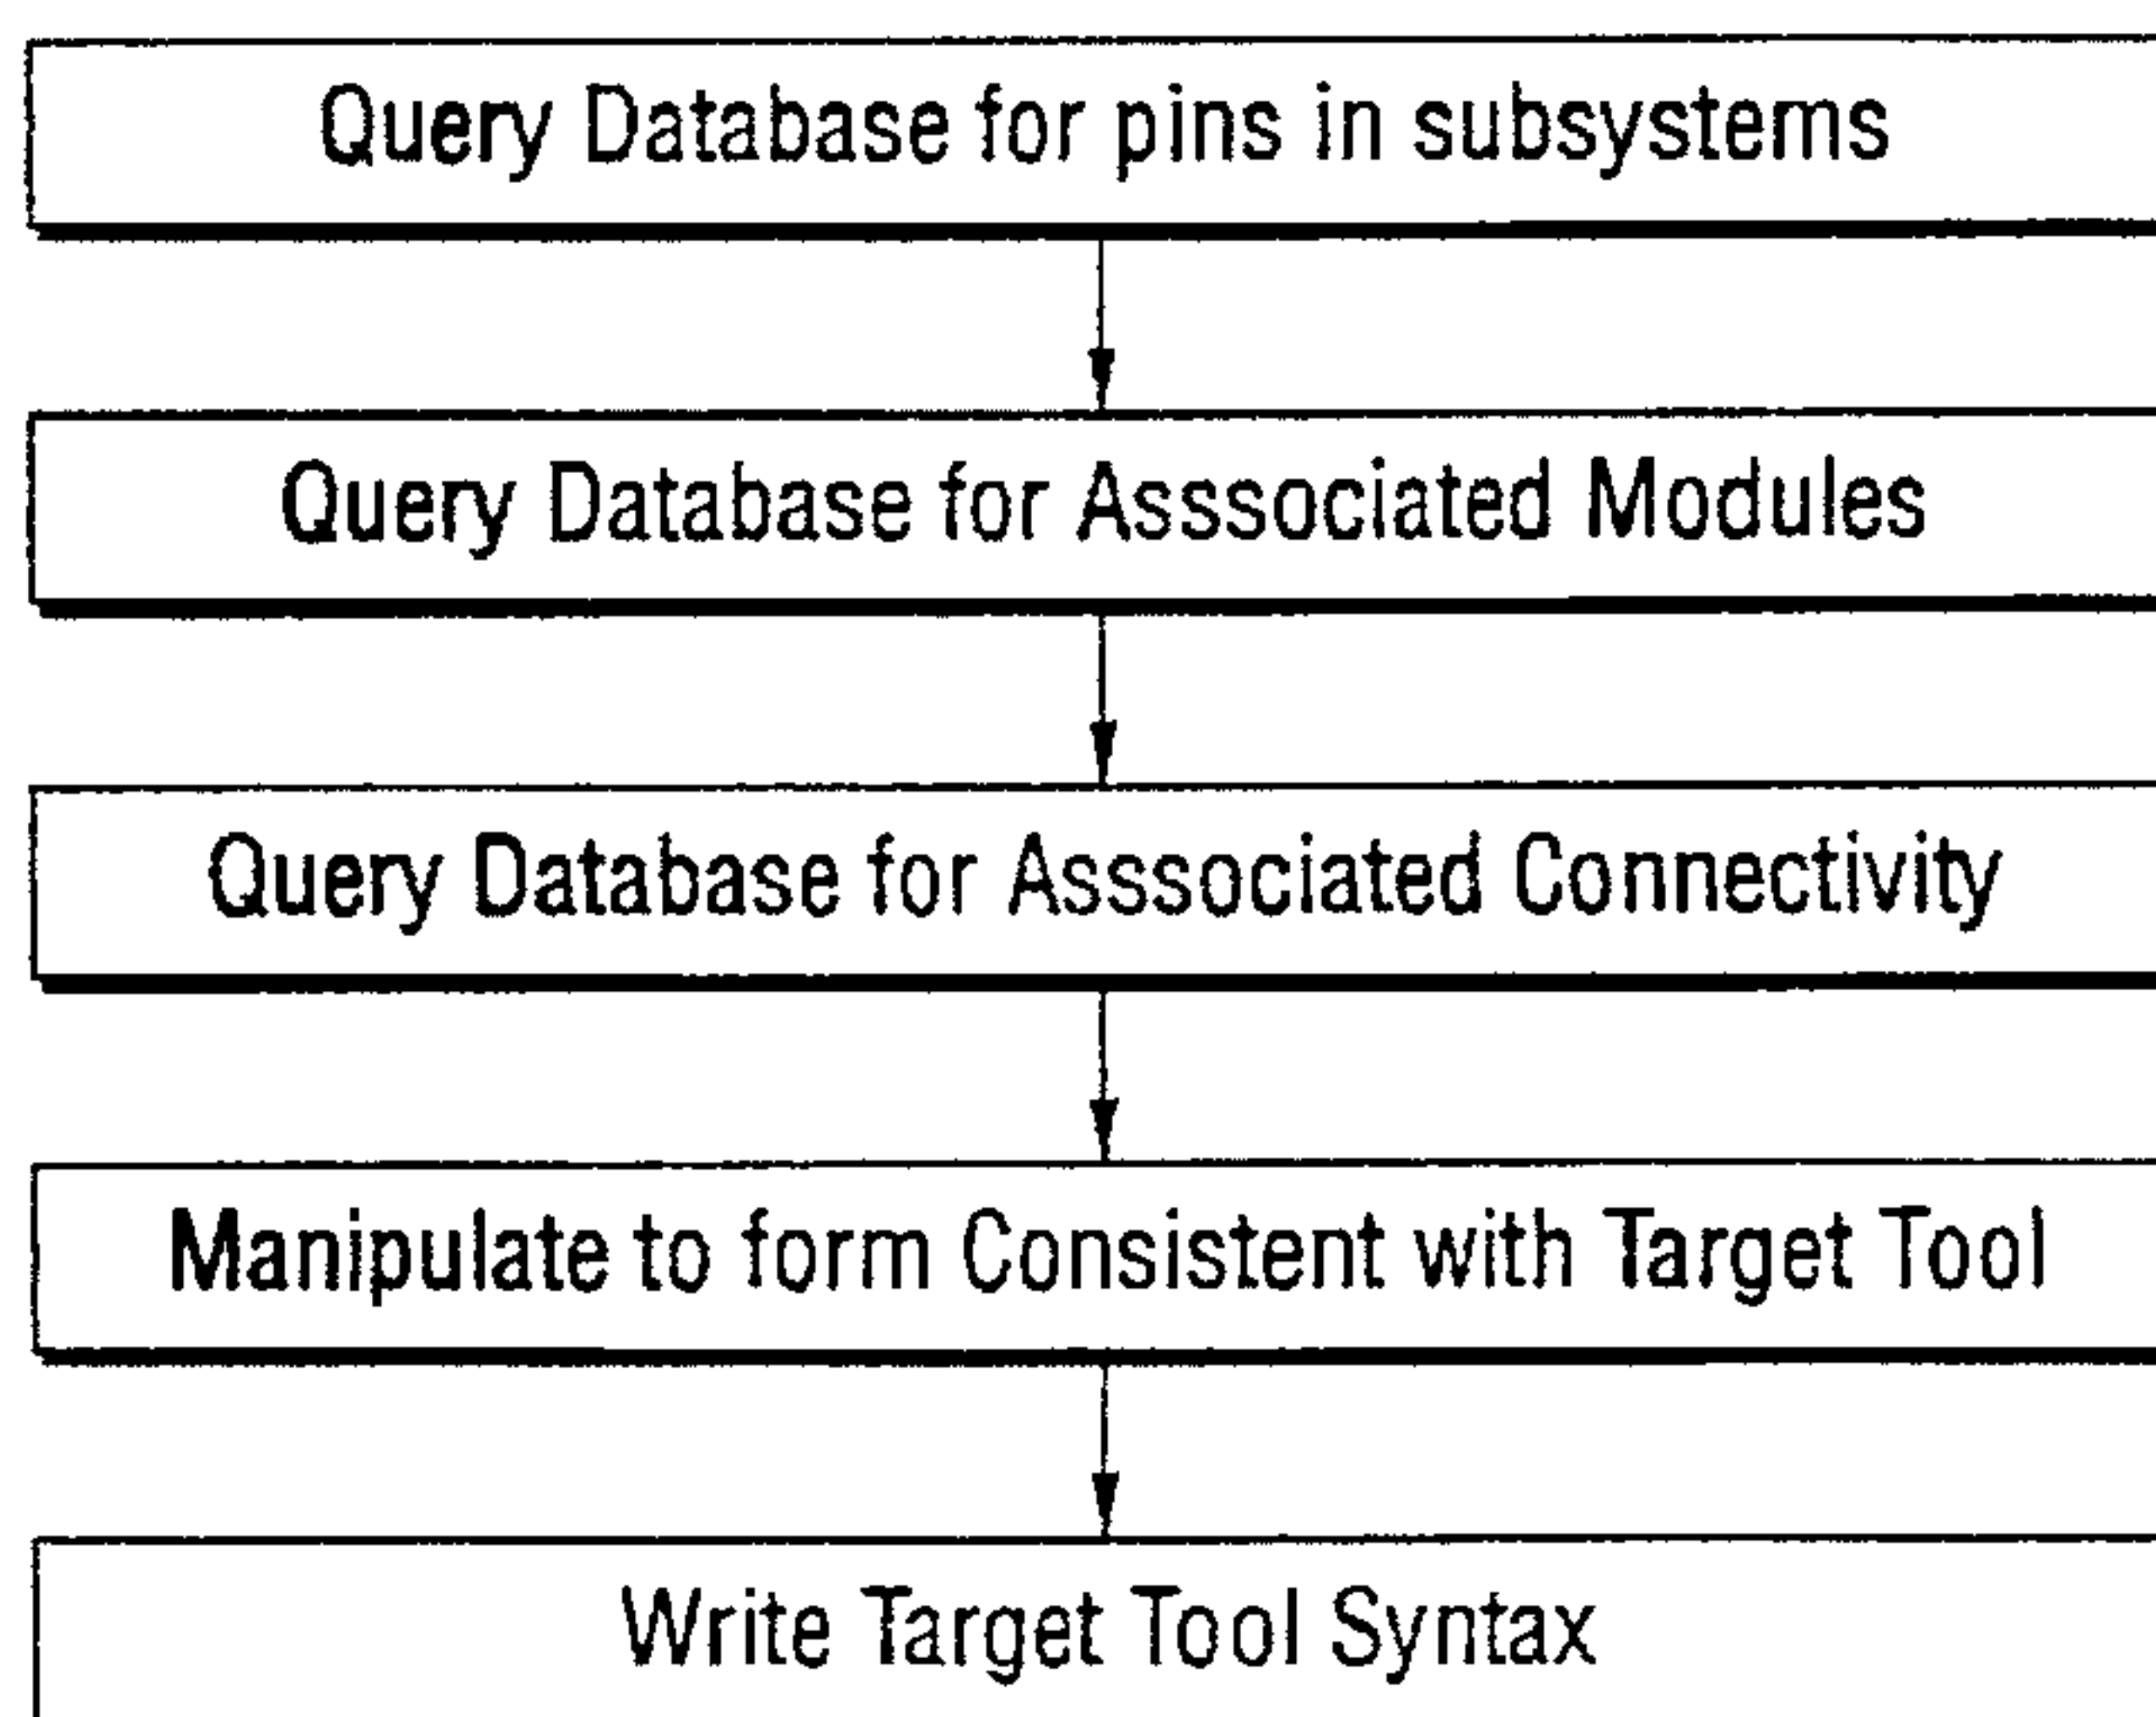 Query Database for pins in subsystems
Query Database for Asssociated Modules
Query Database for Asssociated Connectivity
Manipulate to form Consistent with Target Tool
Write Target Tool Syntax